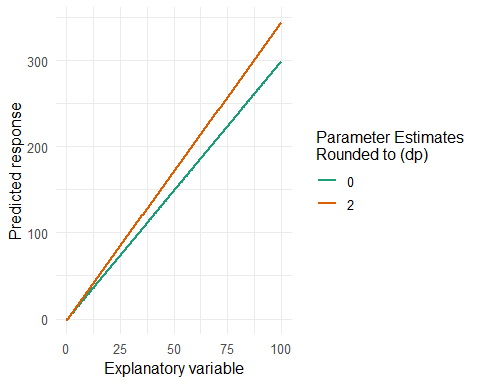 300
200
100
0
Predicted response
0 25 50 75 100
Explanatory variable
Parameter Estimates
Rounded to (dp)
0
2